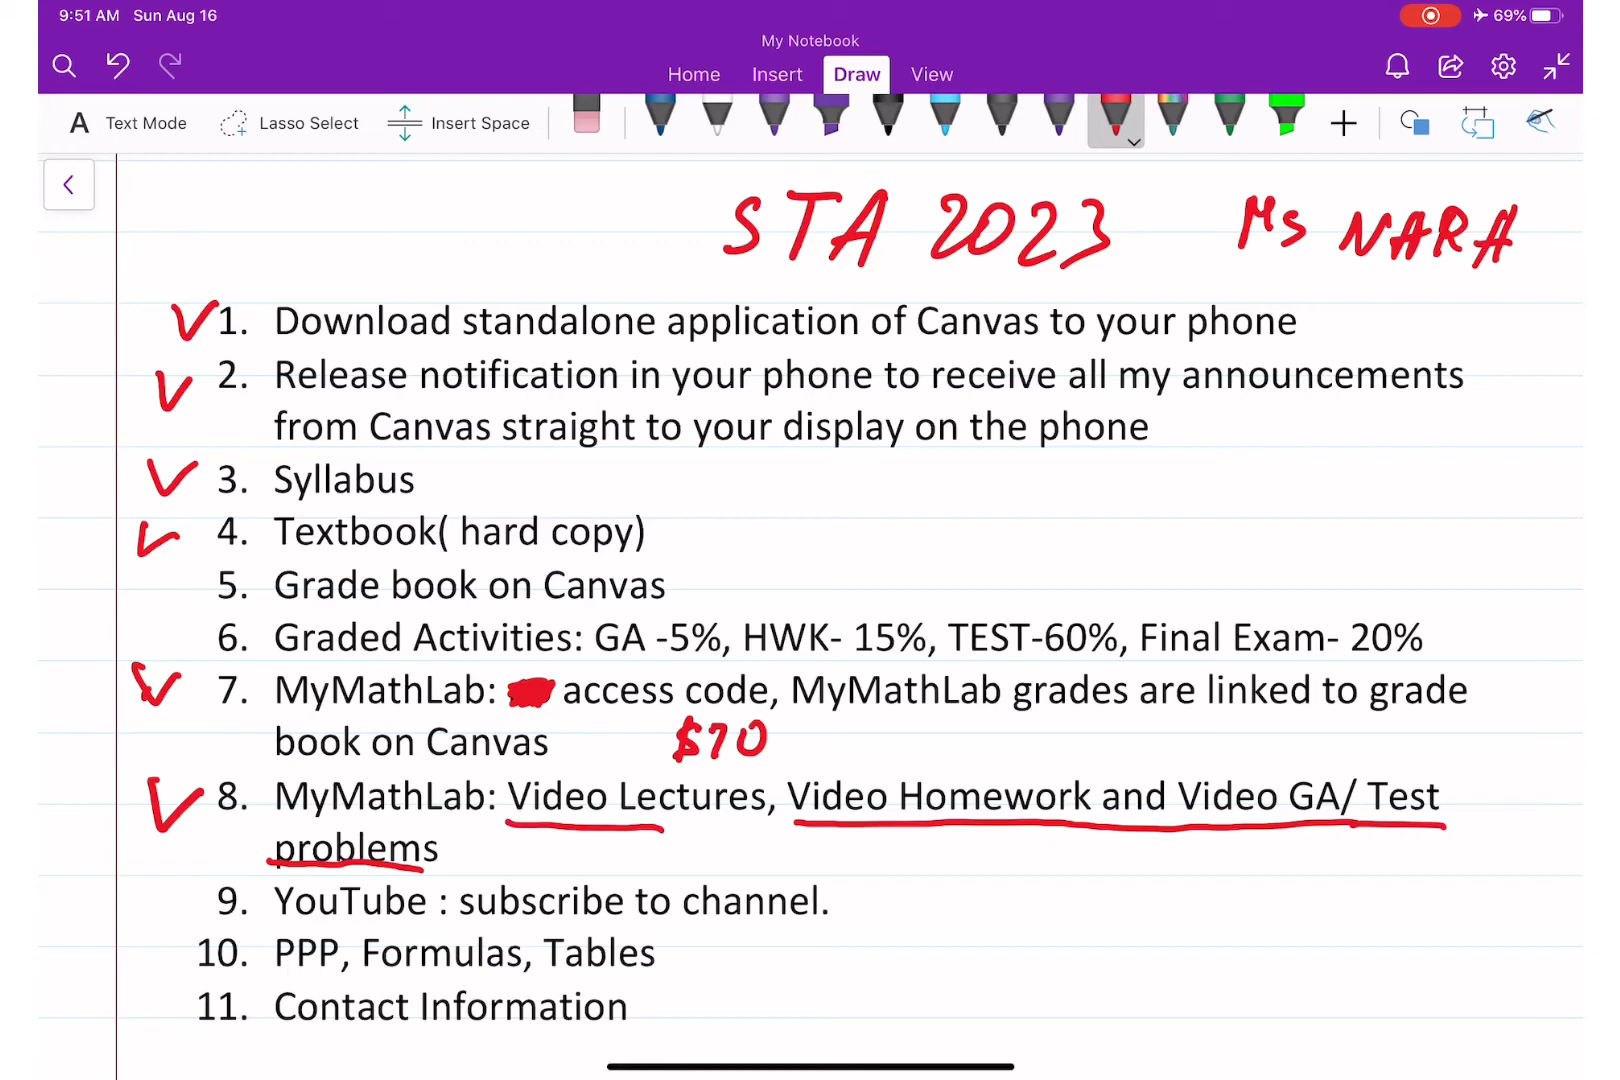 9:51 AM Sun Aug 16
69%
My Notebook
Home Insert Draw View
A Text Mode Lasso Select Insert Space
STA 2023 Ms NARA
1. Download standalone application of Canvas to your phone
2. Release notification in your phone to receive all my announcements
from Canvas straight to your display on the phone
3. Syllabus
4. Textbook( hard copy)
5. Grade book on Canvas
6. Graded Activities: GA -5%, HWK- 15%, TEST-60%, Final Exam- 20%
7. MyMathLab: access code, MyMathLab grades are linked to grade
book on Canvas $70
8. MyMathLab: Video Lectures, Video Homework and Video GA/ Test
problems
9. YouTube : subscribe to channel.
10. PPP, Formulas, Tables
11. Contact Information